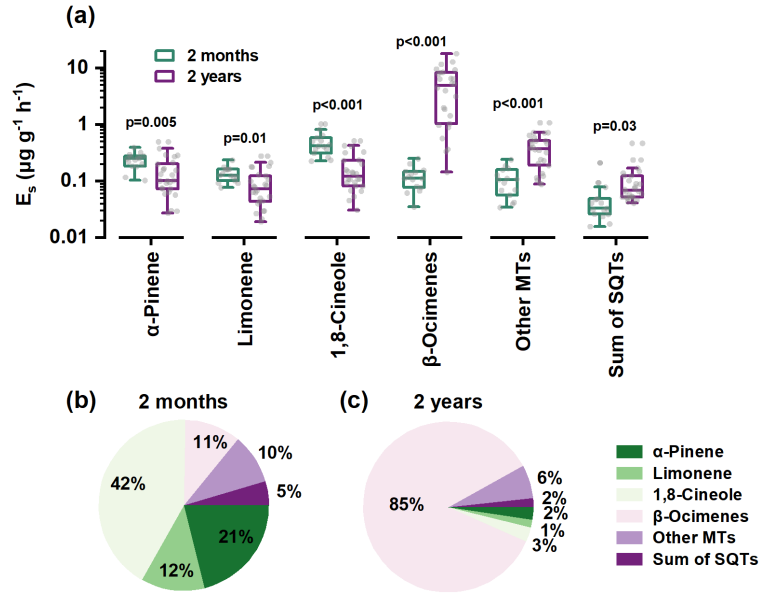 (a)
2 months
2 years
Es (µg g⁻¹ h⁻¹)
10
1
0.1
0.01
p=0.005
p=0.01
p<0.001
p<0.001
p<0.001
p=0.03
α-Pinene
Limonene
1,8-Cineole
β-Ocimenes
Other MTs
Sum of SQTs
(b)
2 months
11%
10%
5%
21%
12%
42%
(c)
2 years
85%
6%
2%
2%
1%
3%
α-Pinene
Limonene
1,8-Cineole
β-Ocimenes
Other MTs
Sum of SQTs